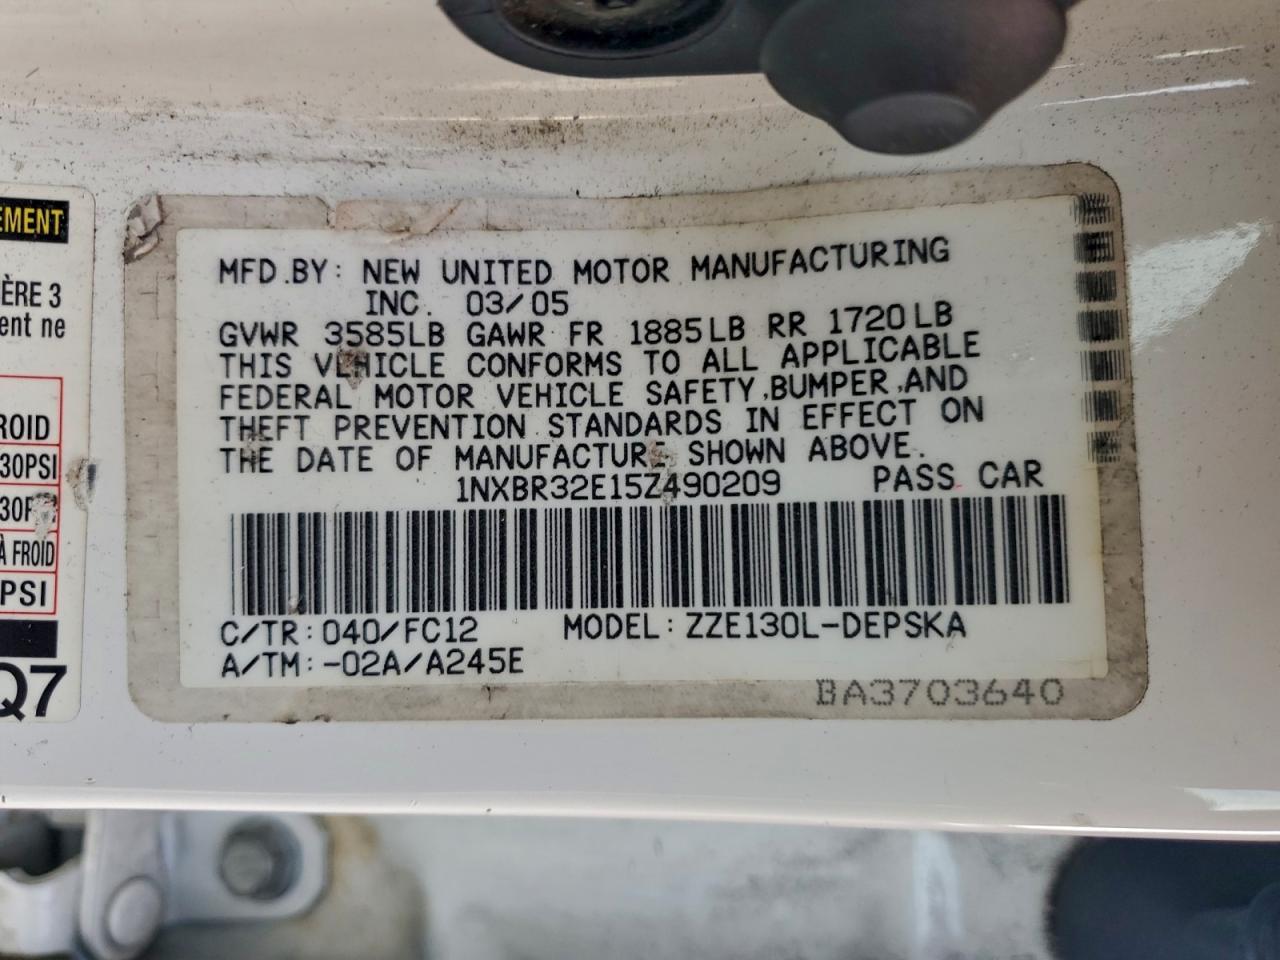 EMENT
ÈRE 3
ent ne
ROID
30PSI
À FROID
PSI
Q7
MFD.BY: NEW UNITED MOTOR MANUFACTURING
INC. 03/05
GVWR 3585LB GAWR FR 1885LB RR 1720LB
THIS VEHICLE CONFORMS TO ALL APPLICABLE
FEDERAL MOTOR VEHICLE SAFETY,BUMPER,AND
THEFT PREVENTION STANDARDS IN EFFECT ON
THE DATE OF MANUFACTURE SHOWN ABOVE.
1NXBR32E15Z490209 PASS CAR
C/TR:040/FC12 MODEL:ZZE130L-DEPSKA
A/TM:-02A/A245E
BA3703640